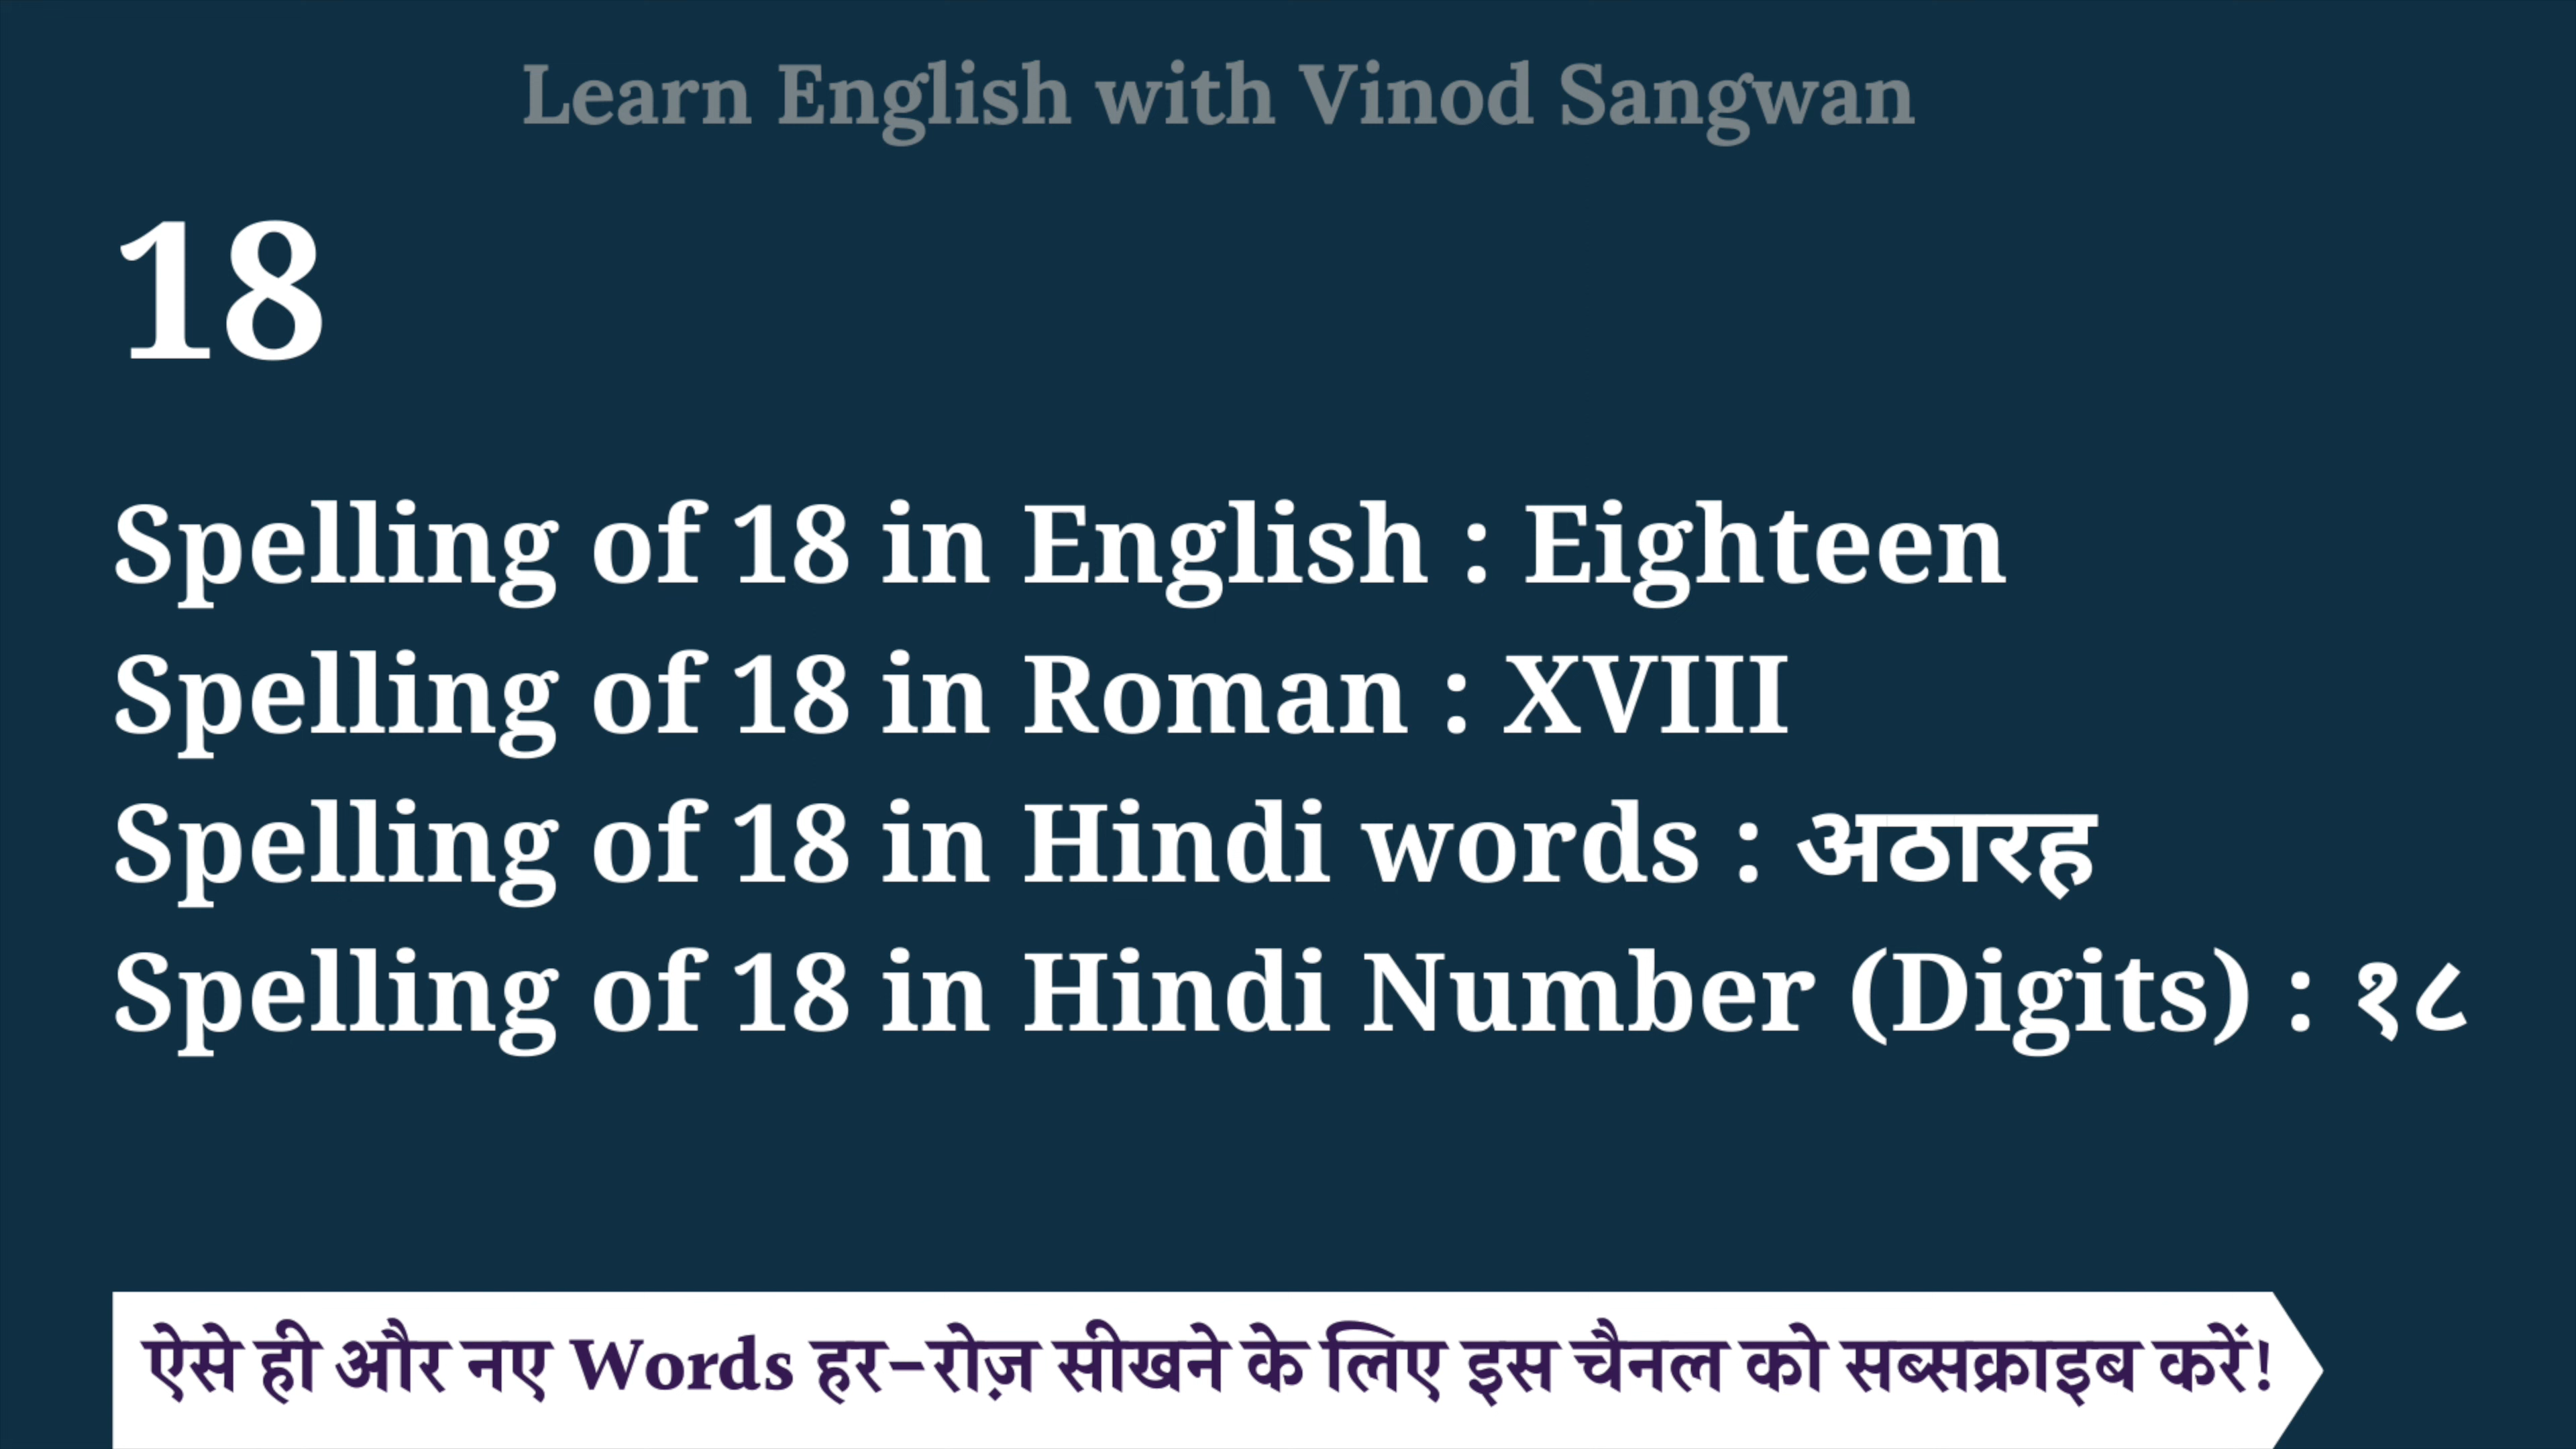 Learn English with Vinod Sangwan
18
Spelling of 18 in English : Eighteen
Spelling of 18 in Roman : XVIII
Spelling of 18 in Hindi words : अठारह
Spelling of 18 in Hindi Number (Digits) : १८
ऐसे ही और नए Words हर-रोज़ सीखने के लिए इस चैनल को सब्सक्राइब करें!